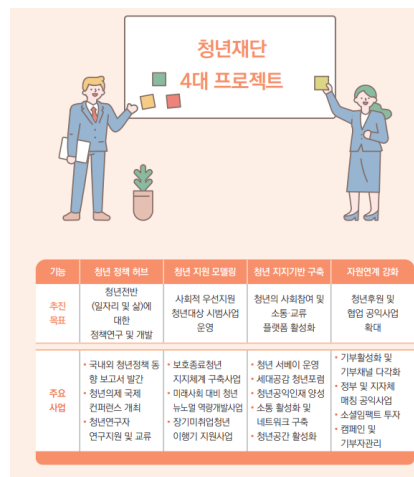 청년재단
4대 프로젝트
기능
청년 정책 허브
청년 지원 모델링
청년 지지기반 구축
자원연계 강화
추진
목표
청년전반
(일자리 및 삶)에
대한
정책연구 및 개발
사회적 우선지원
청년대상 시범사업
운영
청년의 사회참여 및
소통·교류
플랫폼 활성화
청년후원 및
협업 공익사업
확대
주요
사업
• 국내외 청년정책 동
향 보고서 발간
• 청년의제 국제
컨퍼런스 개최
• 청년연구자
연구지원 및 교류
• 보호종료청년
지지체계 구축사업
• 미래사회 대비 청년
뉴노멀 역량개발사업
• 장기미취업청년
이행기 지원사업
• 청년 서베이 운영
• 세대공감 청년포럼
• 청년공익인재 양성
• 소통 활성화 및
네트워크 구축
• 청년공간 활성화
• 기부활성화 및
기부채널 다각화
• 정부 및 지자체
매칭 공익사업
• 소셜임팩트 투자
• 캠페인 및
기부자관리